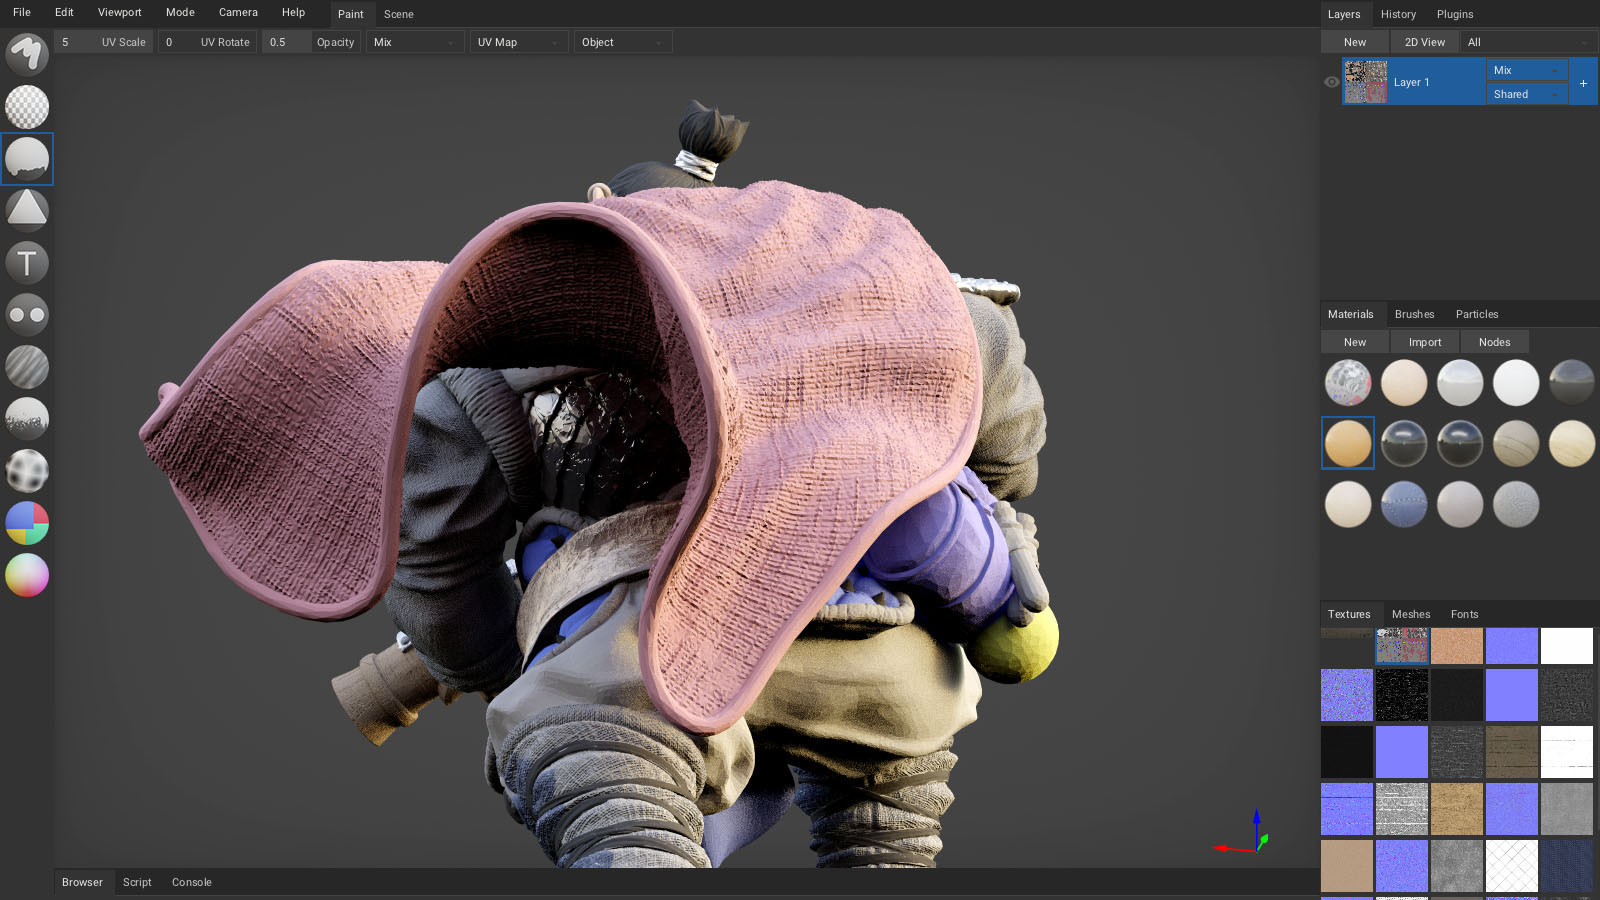 File Edit Viewport Mode Camera Help Paint Scene
5 UV Scale 0 UV Rotate 0.5 Opacity Mix UV Map Object
T
Layers History Plugins
New 2D View All
Layer 1 Mix +
Shared
Materials Brushes Particles
New Import Nodes
Textures Meshes Fonts
Browser Script Console